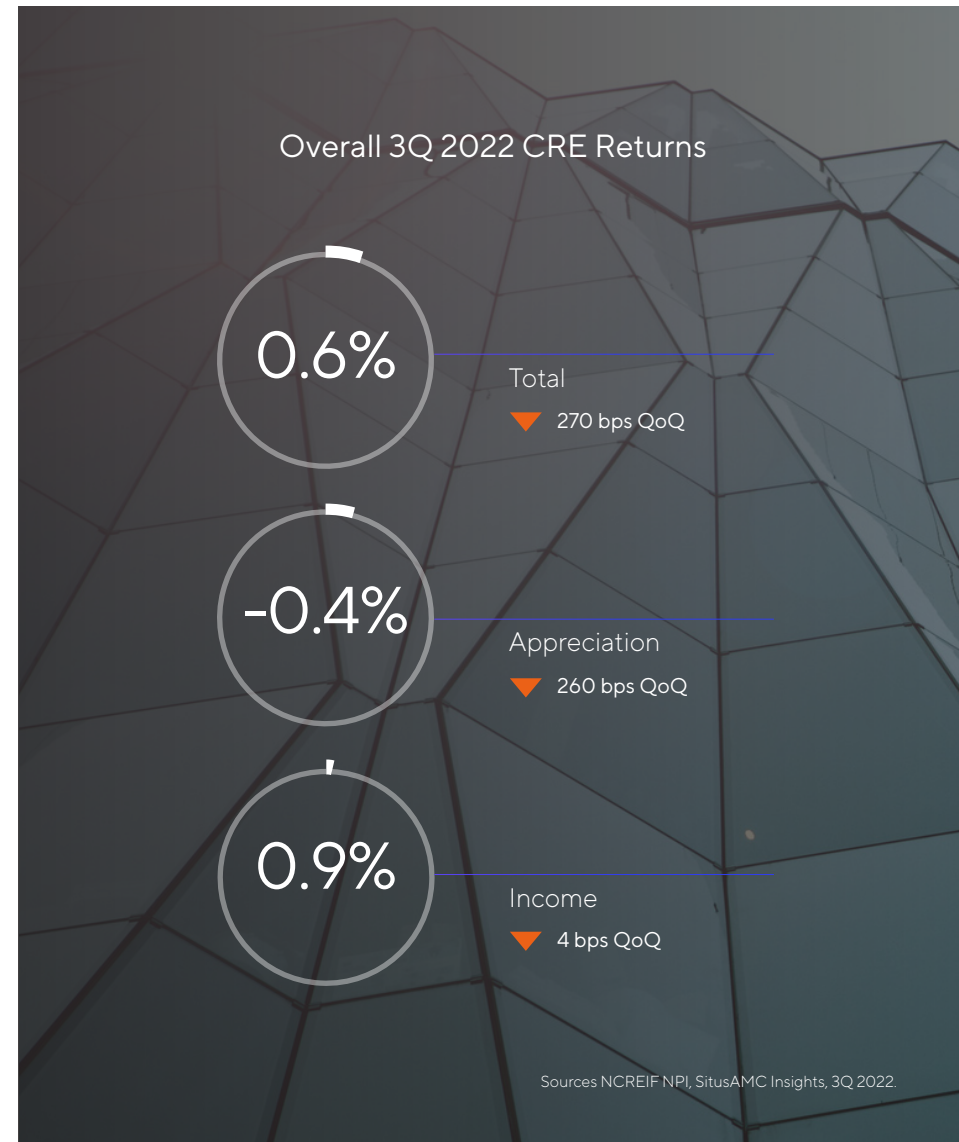 Overall 3Q 2022 CRE Returns
0.6%
Total
270 bps QoQ
-0.4%
Appreciation
260 bps QoQ
0.9%
Income
4 bps QoQ
Sources NCREIF NPI, SitusAMC Insights, 3Q 2022.